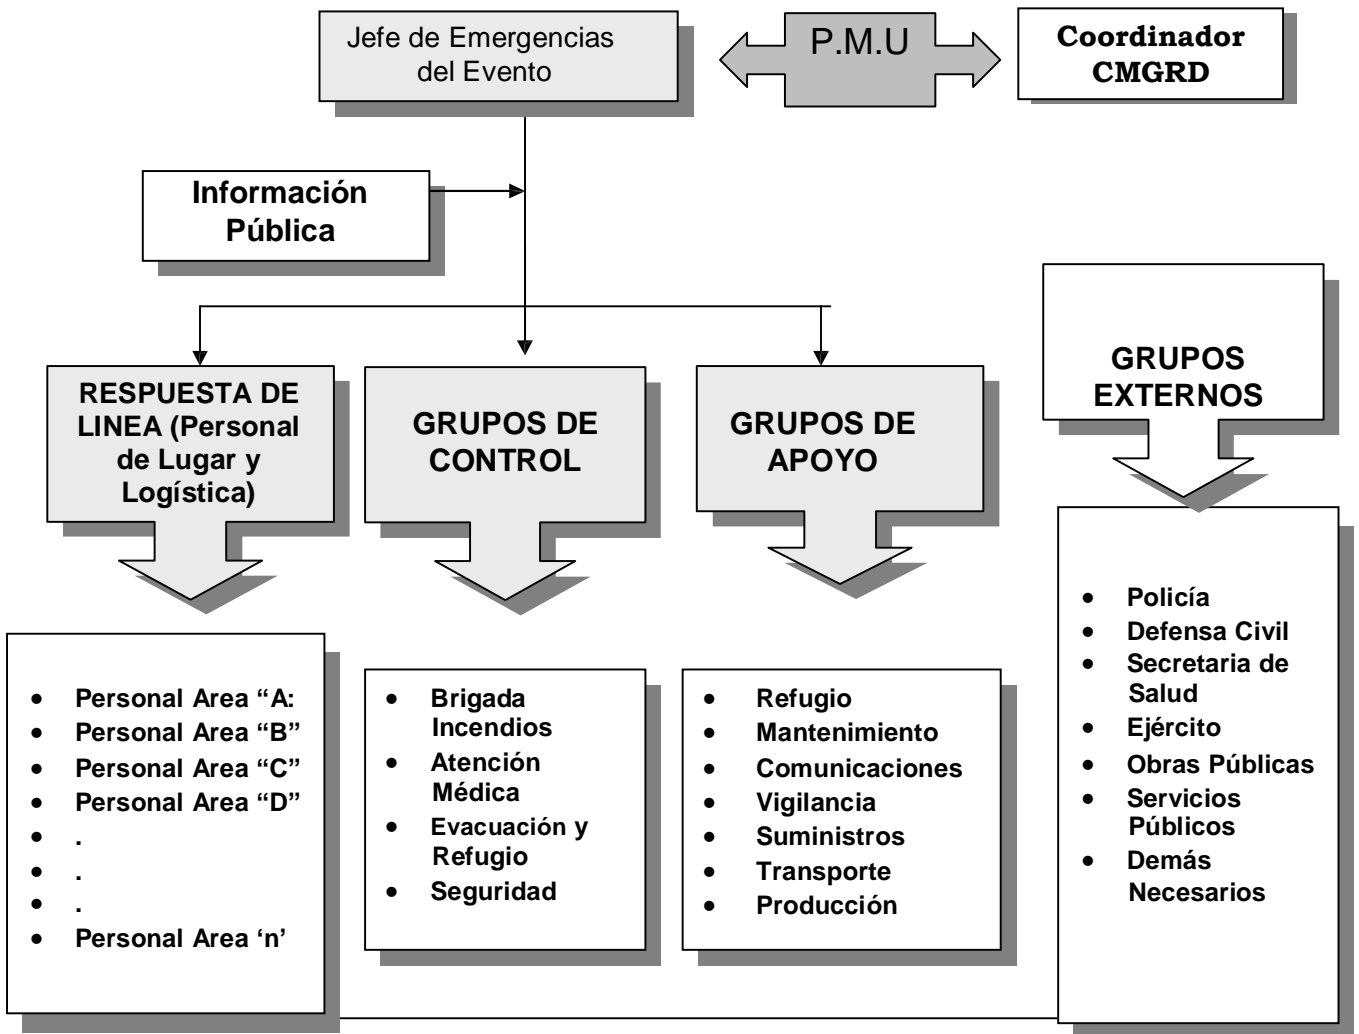 Jefe de Emergencias
del Evento
P.M.U
Coordinador
CMGRD
Información
Pública
RESPUESTA DE
LINEA (Personal
de Lugar y
Logística)
GRUPOS DE
CONTROL
GRUPOS DE
APOYO
GRUPOS
EXTERNOS
• Personal Area “A:
• Personal Area “B”
• Personal Area “C”
• Personal Area “D”
• .
• .
• .
• Personal Area ‘n’
• Brigada
Incendios
• Atención
Médica
• Evacuación y
Refugio
• Seguridad
• Refugio
• Mantenimiento
• Comunicaciones
• Vigilancia
• Suministros
• Transporte
• Producción
• Policía
• Defensa Civil
• Secretaria de
Salud
• Ejército
• Obras Públicas
• Servicios
Públicos
• Demás
Necesarios